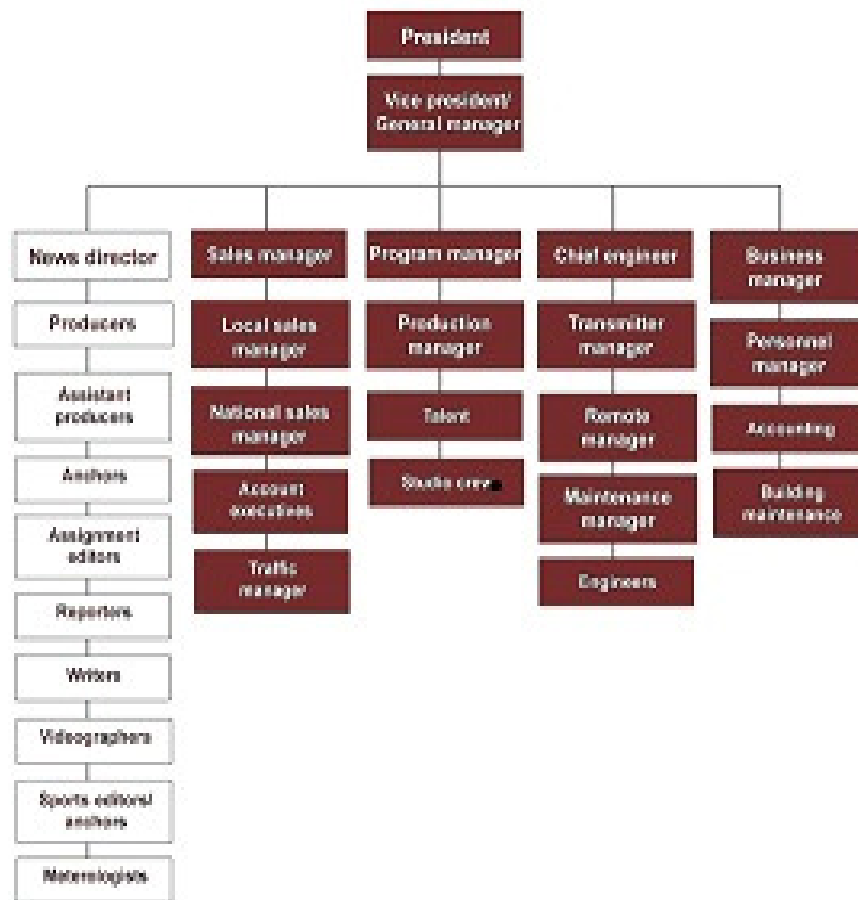 President
Vice president/
General manager
News director
Producers
Assistant
producers
Anchors
Assignment
editors
Reporters
Writers
Videographers
Sports editors/
anchors
Meterologists
Sales manager
Local sales
manager
National sales
manager
Account
executives
Traffic
manager
Program manager
Production
manager
Talent
Studio crew
Chief engineer
Transmitter
manager
Remote
manager
Maintenance
manager
Engineers
Business
manager
Personnel
manager
Accounting
Building
maintenance